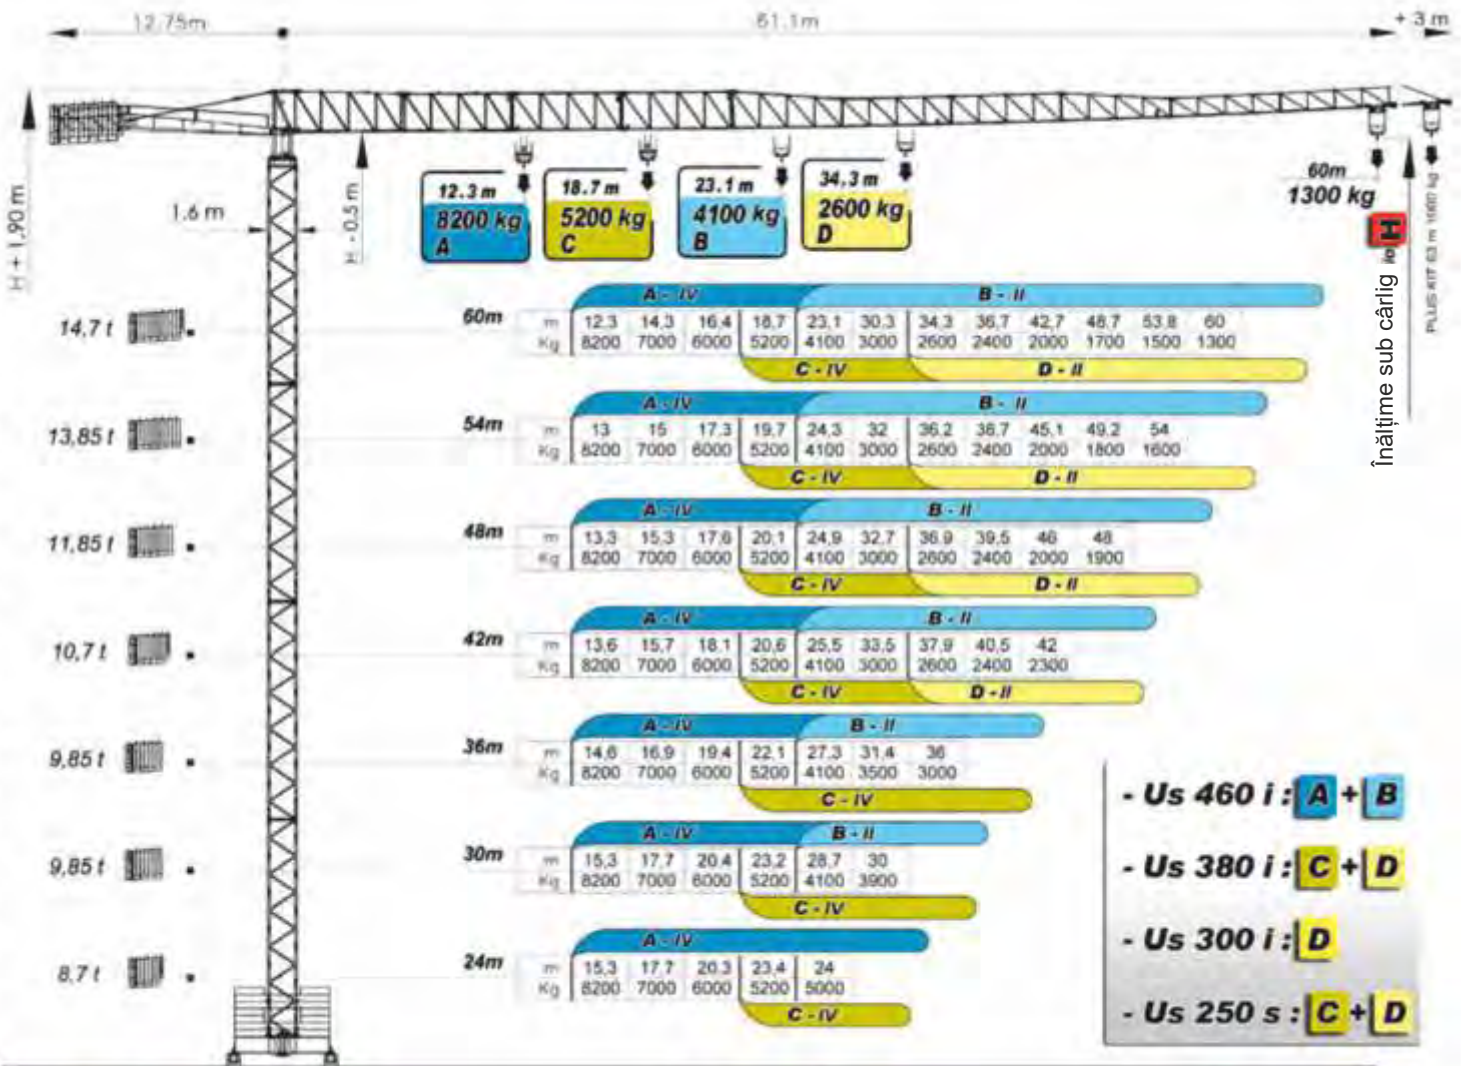 12.75m
61.1m
+ 3 m
H + 1,90 m
1.6 m
H - 0.5 m
12.3 m
8200 kg
A
18.7 m
5200 kg
C
23.1 m
4100 kg
B
34,3 m
2600 kg
D
60m
1300 kg
H
Înălțime sub cârlig
14,7 t
60m
A - IV B - II
m 12,3 14,3 16,4 18,7 23,1 30,3 34,3 36,7 42,7 48,7 53,8 60
Kg 8200 7000 6000 5200 4100 3000 2600 2400 2000 1700 1500 1300
C - IV D - II
13,85 t
54m
A - IV B - II
m 13 15 17,3 19,7 24,3 32 36,2 38,7 45,1 49,2 54
Kg 8200 7000 6000 5200 4100 3000 2600 2400 2000 1800 1600
C - IV D - II
11,85 t
48m
A - IV B - II
m 13,3 15,3 17,6 20,1 24,9 32,7 36,9 39,5 46 48
Kg 8200 7000 6000 5200 4100 3000 2600 2400 2000 1900
C - IV D - II
10,7 t
42m
A - IV B - II
m 13,6 15,7 18,1 20,6 25,5 33,5 37,9 40,5 42
Kg 8200 7000 6000 5200 4100 3000 2600 2400 2300
C - IV D - II
9,85 t
36m
A - IV B - II
m 14,6 16,9 19,4 22,1 27,3 31,4 36
Kg 8200 7000 6000 5200 4100 3500 3000
C - IV
9,85 t
30m
A - IV B - II
m 15,3 17,7 20,4 23,2 28,7 30
Kg 8200 7000 6000 5200 4100 3900
C - IV
8,7 t
24m
A - IV
m 15,3 17,7 20,3 23,4 24
Kg 8200 7000 6000 5200 5000
C - IV
- Us 460 i : A + B
- Us 380 i : C + D
- Us 300 i : D
- Us 250 s : C + D
PLUS KIT 63 m kg